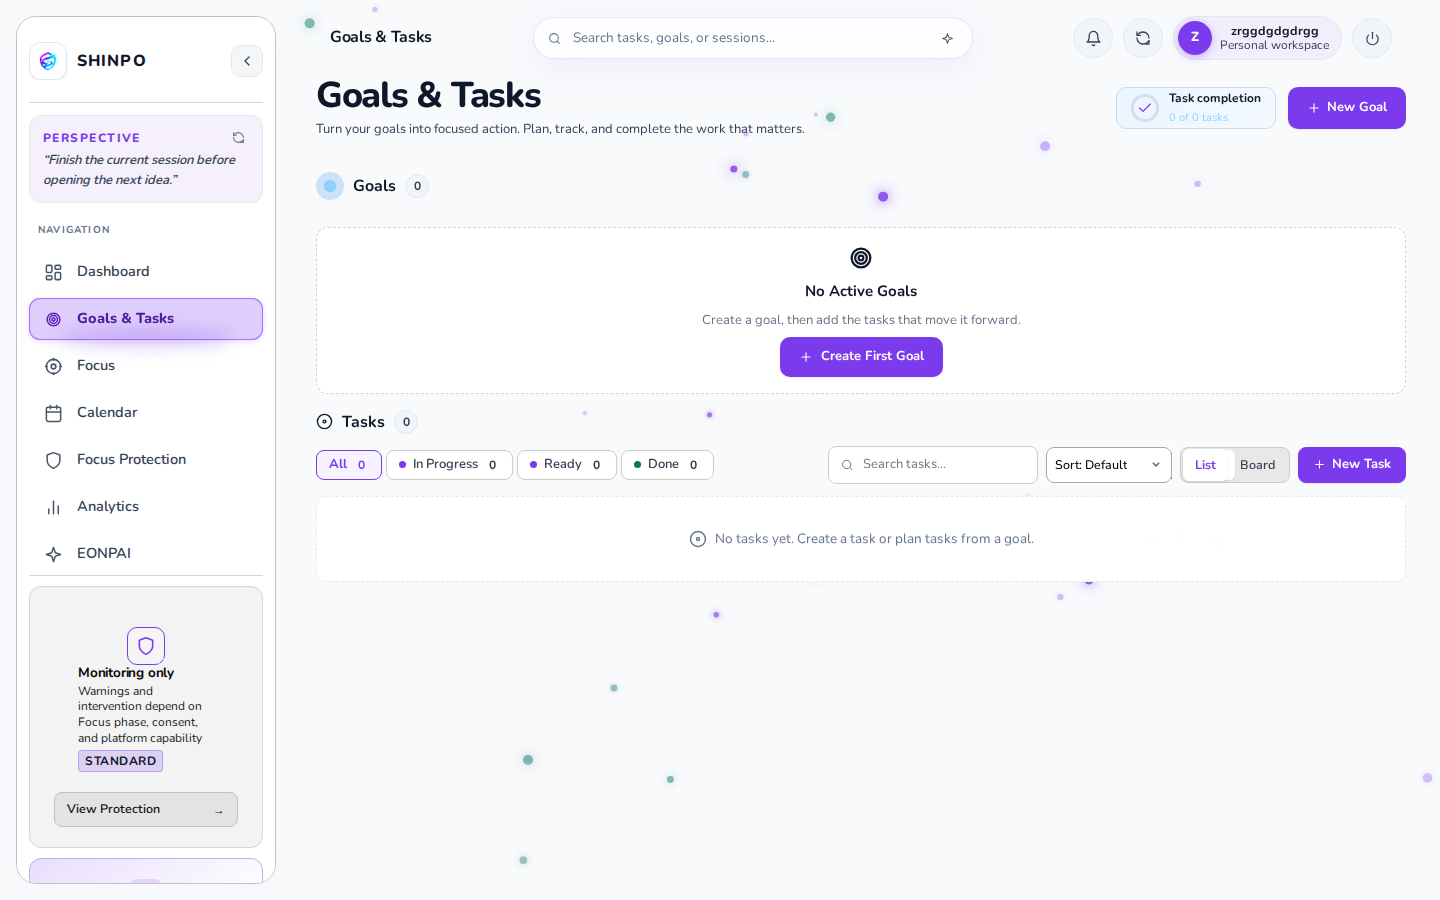 SHINPO
PERSPECTIVE
“Finish the current session before
opening the next idea.”
NAVIGATION
Dashboard
Goals & Tasks
Focus
Calendar
Focus Protection
Analytics
EONPAI
Monitoring only
Warnings and
intervention depend on
Focus phase, consent,
and platform capability
STANDARD
View Protection →
Goals & Tasks
Search tasks, goals, or sessions...
Z
zrggdgdgdrgg
Personal workspace
Goals & Tasks
Turn your goals into focused action. Plan, track, and complete the work that matters.
Task completion
0 of 0 tasks
+ New Goal
Goals 0
No Active Goals
Create a goal, then add the tasks that move it forward.
+ Create First Goal
Tasks 0
All 0 In Progress 0 Ready 0 Done 0
Search tasks...
Sort: Default
List Board
+ New Task
No tasks yet. Create a task or plan tasks from a goal.